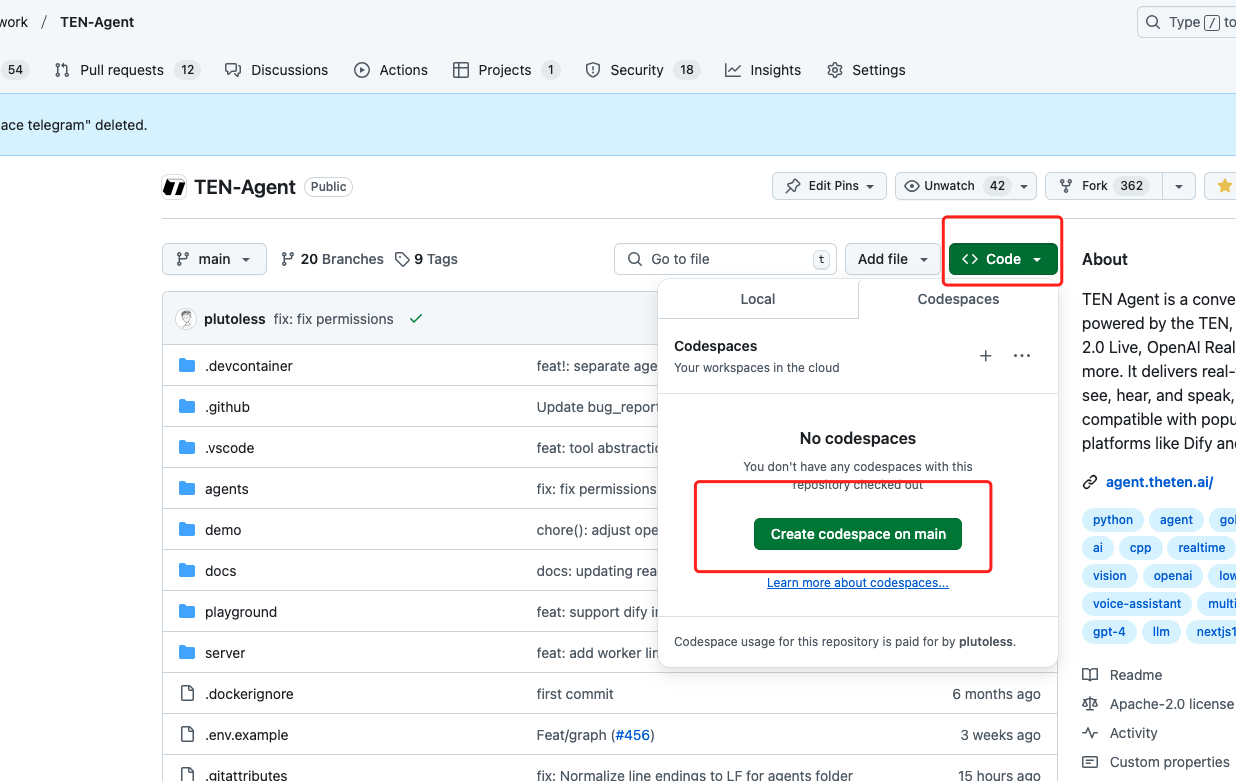 work / TEN-Agent
Type / to
54 Pull requests 12 Discussions Actions Projects 1 Security 18 Insights Settings
ace telegram" deleted.
TEN-Agent Public
Edit Pins Unwatch 42 Fork 362
main 20 Branches 9 Tags Go to file t Add file <> Code
Local Codespaces
Codespaces
Your workspaces in the cloud
No codespaces
You don't have any codespaces with this
repository checked out
Create codespace on main
Learn more about codespaces...
Codespace usage for this repository is paid for by plutoless.
plutoless fix: fix permissions
.devcontainer feat!: separate age
.github Update bug_report
.vscode feat: tool abstractio
agents fix: fix permissions
demo chore(): adjust ope
docs docs: updating rea
playground feat: support dify in
server feat: add worker lin
.dockerignore first commit 6 months ago
.env.example Feat/graph (#456) 3 weeks ago
.gitattributes fix: Normalize line endings to LF for agents folder 15 hours ago
About
TEN Agent is a conve
powered by the TEN,
2.0 Live, OpenAI Real
more. It delivers real-
see, hear, and speak,
compatible with popu
platforms like Dify and
agent.theten.ai/
python agent gol
ai cpp realtime
vision openai low
voice-assistant multi
gpt-4 llm nextjs1
Readme
Apache-2.0 license
Activity
Custom properties